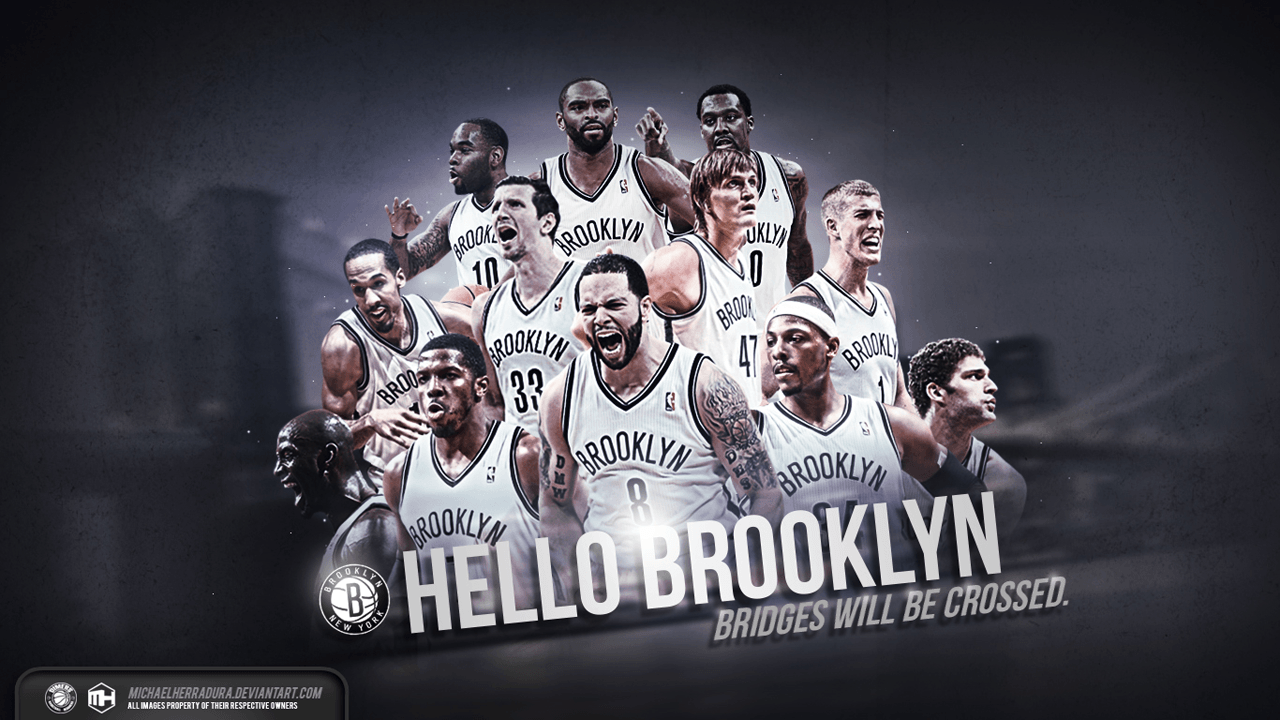 BROOKLYN
10
BROOKLYN
BROOKLYN
33
BROOKLYN
47
BROOKLYN
1
BROOKLYN
BROOKLYN
8
BROOKLYN
HELLO BROOKLYN
BRIDGES WILL BE CROSSED.
BROOKLYN
B
NEW YORK
MH
MICHAELHERRADURA.DEVIANTART.COM
ALL IMAGES PROPERTY OF THEIR RESPECTIVE OWNERS